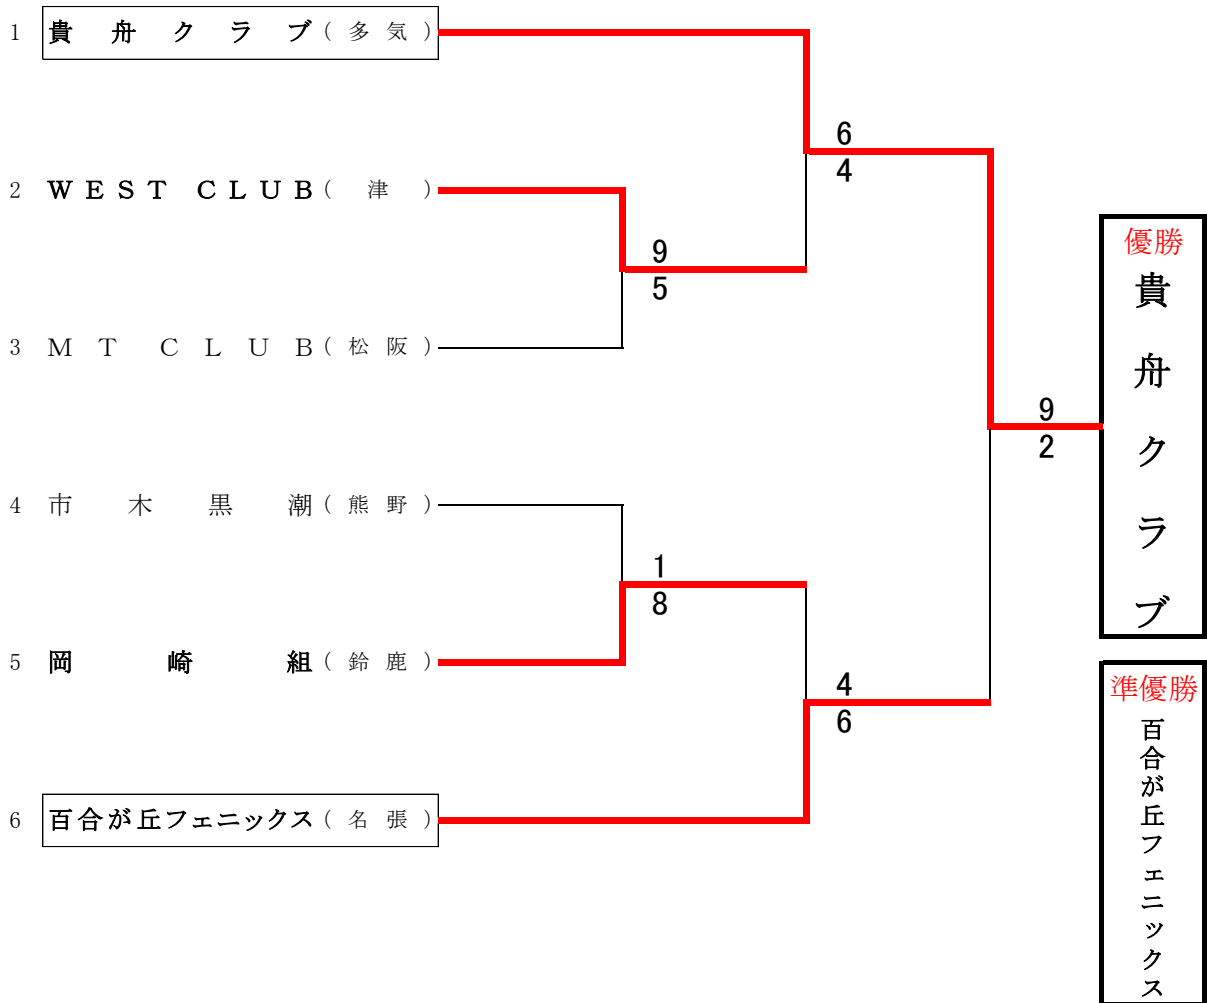 1 貴舟クラブ(多気)
6
4
2 WEST CLUB(津)
9
5
3 MT CLUB(松阪)
9
2
4 市木黒潮(熊野)
1
8
5 岡崎組(鈴鹿)
4
6
6 百合が丘フェニックス(名張)
優勝
貴舟クラブ
準優勝
百合が丘フェニックス